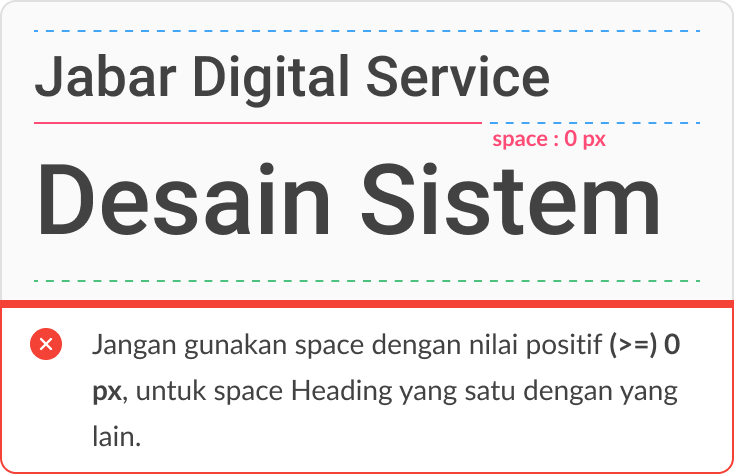 Jabar Digital Service
space : 0 px
Desain Sistem
Jangan gunakan space dengan nilai positif (>=) 0
px, untuk space Heading yang satu dengan yang
lain.